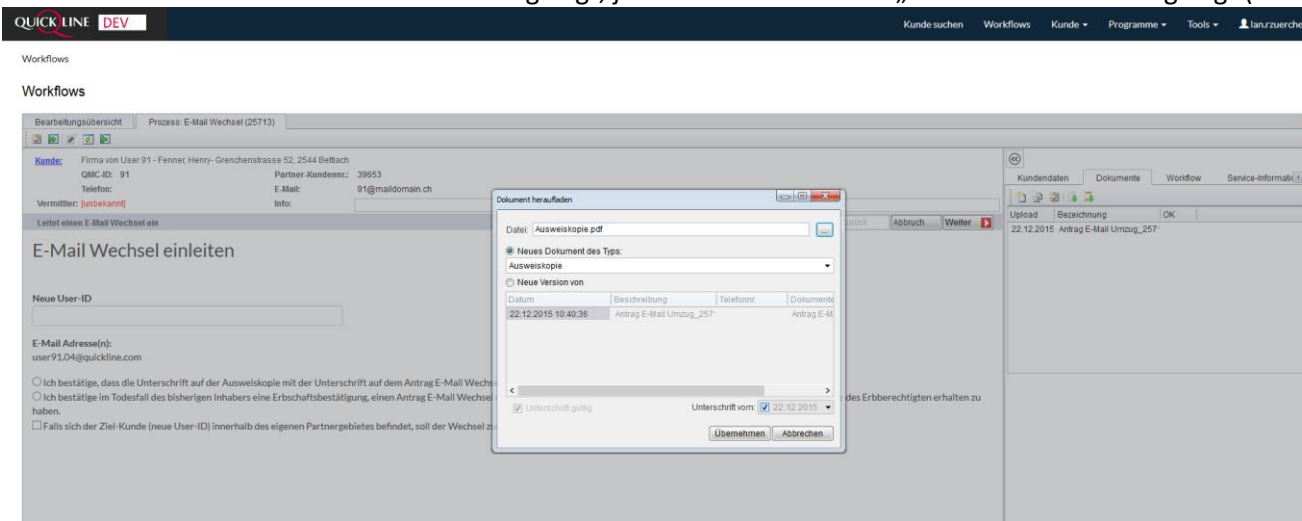 QUICKLINE DEV
Kunde suchen Workflows Kunde Programme Tools lan.rzuerche
Workflows
Workflows
Bearbeitungsübersicht Prozess: E-Mail Wechsel (25713)
Kunde: Firma von User 91 - Fenner, Henry- Grenchenstrasse 52, 2544 Bettlach
QMC-ID: 91 Partner-Kundennr.: 39653
Telefon: E-Mail: 91@maildomain.ch
Vermittler: [unbekannt] Info:
Leitet einen E-Mail Wechsel ein
Abbruch Weiter
E-Mail Wechsel einleiten
Neue User-ID
E-Mail Adresse(n):
user91.04@quickline.com
Ich bestätige, dass die Unterschrift auf der Ausweiskopie mit der Unterschrift auf dem Antrag E-Mail Wechs
Ich bestätige im Todesfall des bisherigen Inhabers eine Erbschaftsbestätigung, einen Antrag E-Mail Wechsel
des Erbberechtigten erhalten zu
haben.
Falls sich der Ziel-Kunde (neue User-ID) innerhalb des eigenen Partnergebietes befindet, soll der Wechsel z
Dokument heraufladen
Datei: Ausweiskopie.pdf ...
Neues Dokument des Typs:
Ausweiskopie
Neue Version von
Datum Beschreibung Telefonnr. Dokumente
22.12.2015 10:40:36 Antrag E-Mail Umzug_257 Antrag E-M
Unterschrift gültig Unterschrift vom: 22.12.2015
Übernehmen Abbrechen
Kundendaten Dokumente Workflow Service-Informati
Upload Bezeichnung OK
22.12.2015 Antrag E-Mail Umzug_257